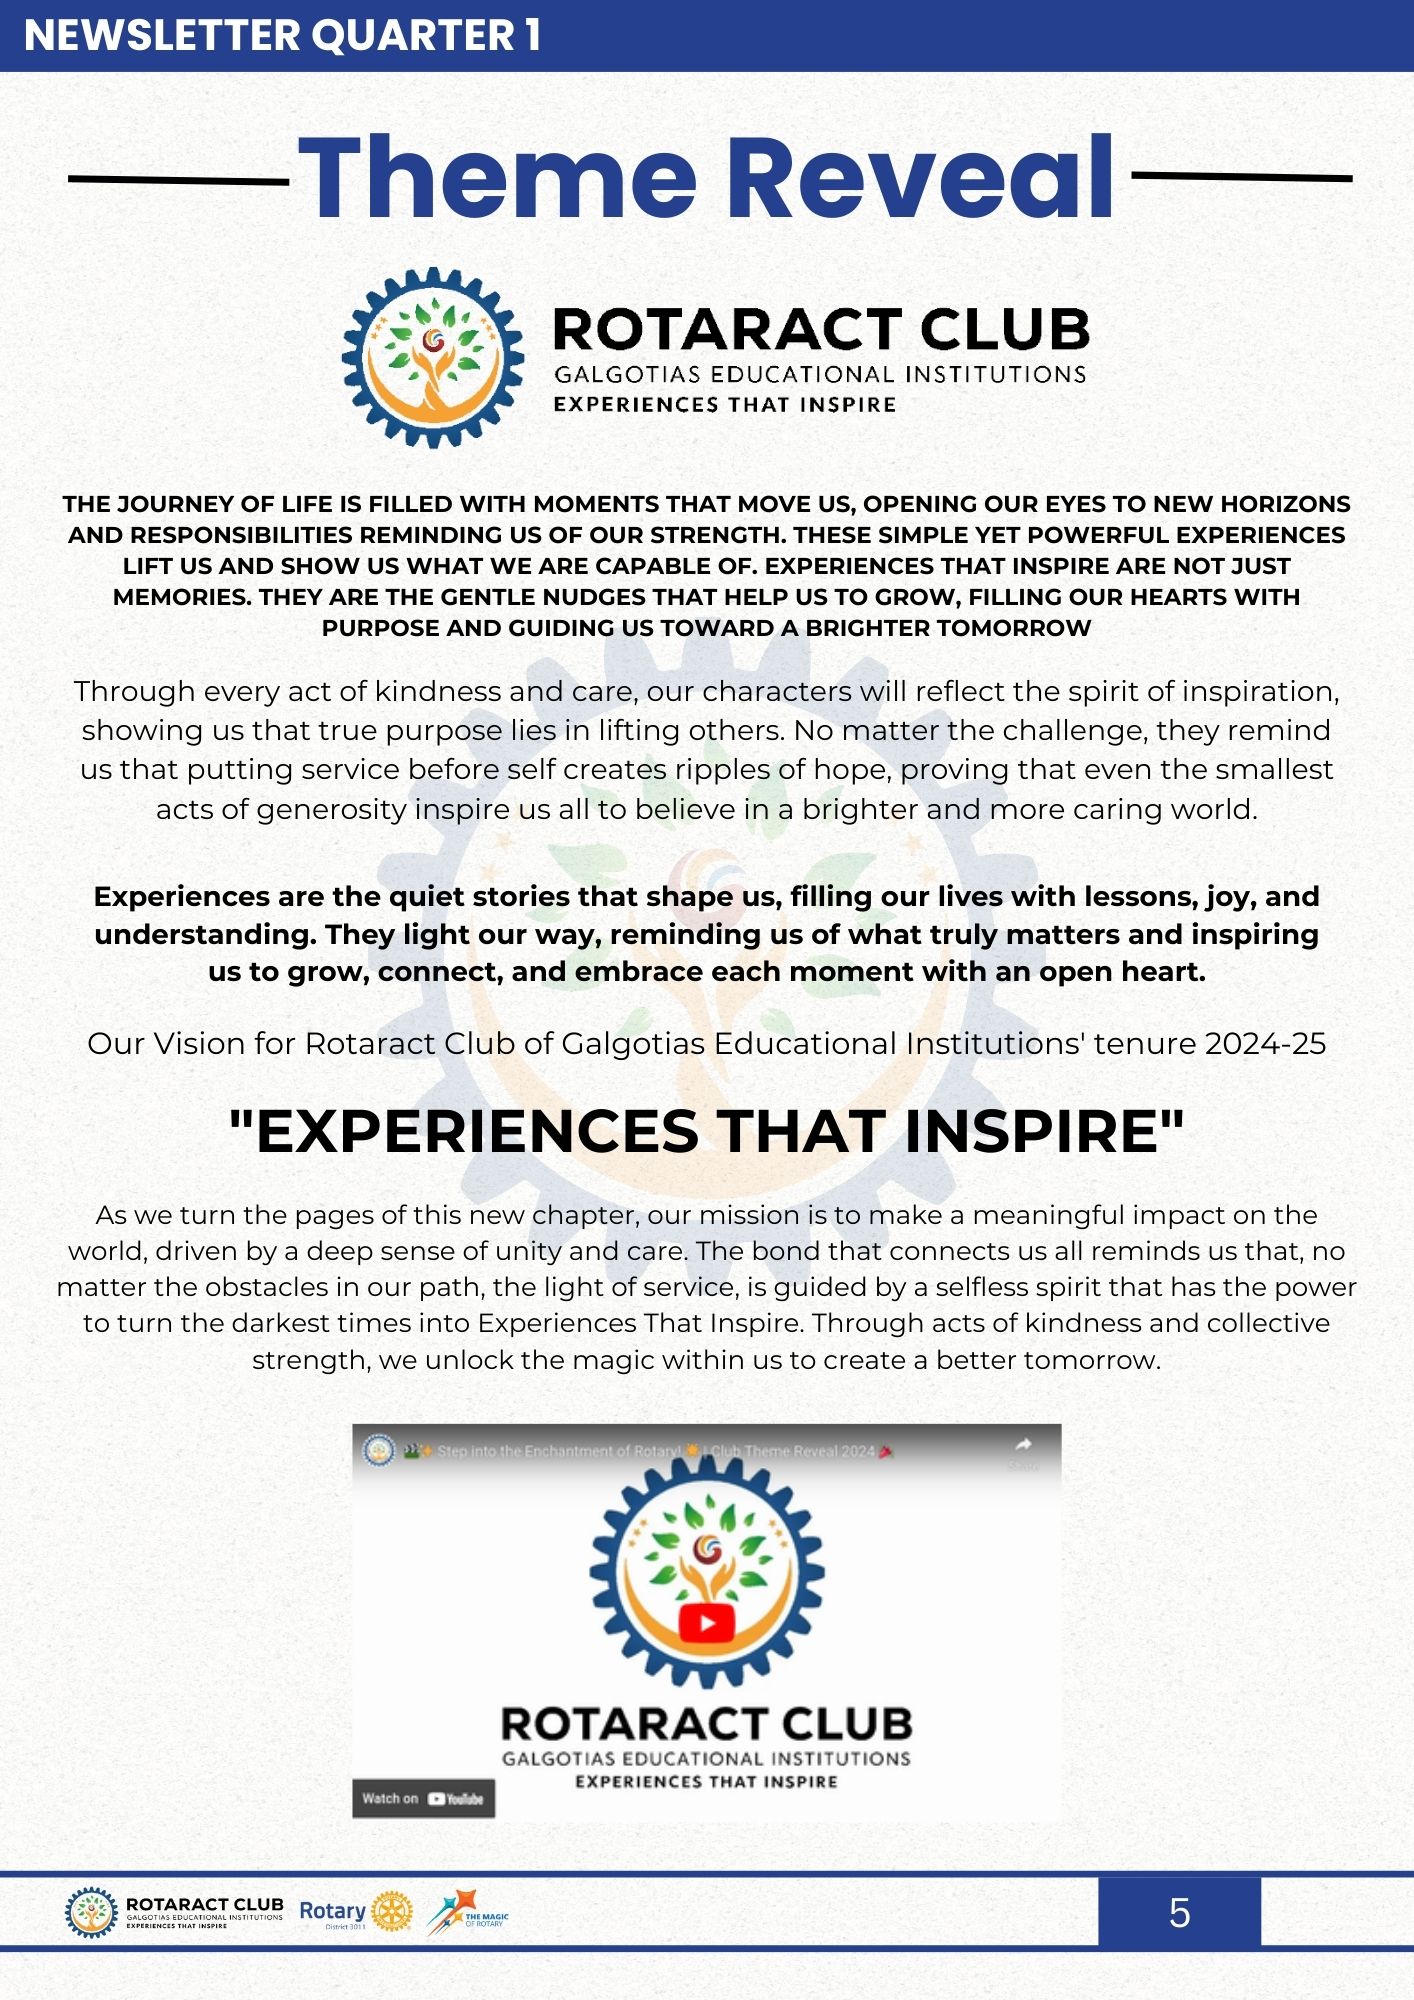 NEWSLETTER QUARTER 1
Theme Reveal
ROTARACT CLUB
GALGOTIAS EDUCATIONAL INSTITUTIONS
EXPERIENCES THAT INSPIRE
THE JOURNEY OF LIFE IS FILLED WITH MOMENTS THAT MOVE US, OPENING OUR EYES TO NEW HORIZONS
AND RESPONSIBILITIES REMINDING US OF OUR STRENGTH. THESE SIMPLE YET POWERFUL EXPERIENCES
LIFT US AND SHOW US WHAT WE ARE CAPABLE OF. EXPERIENCES THAT INSPIRE ARE NOT JUST
MEMORIES. THEY ARE THE GENTLE NUDGES THAT HELP US TO GROW, FILLING OUR HEARTS WITH
PURPOSE AND GUIDING US TOWARD A BRIGHTER TOMORROW
Through every act of kindness and care, our characters will reflect the spirit of inspiration,
showing us that true purpose lies in lifting others. No matter the challenge, they remind
us that putting service before self creates ripples of hope, proving that even the smallest
acts of generosity inspire us all to believe in a brighter and more caring world.
Experiences are the quiet stories that shape us, filling our lives with lessons, joy, and
understanding. They light our way, reminding us of what truly matters and inspiring
us to grow, connect, and embrace each moment with an open heart.
Our Vision for Rotaract Club of Galgotias Educational Institutions' tenure 2024-25
"EXPERIENCES THAT INSPIRE"
As we turn the pages of this new chapter, our mission is to make a meaningful impact on the
world, driven by a deep sense of unity and care. The bond that connects us all reminds us that, no
matter the obstacles in our path, the light of service, is guided by a selfless spirit that has the power
to turn the darkest times into Experiences That Inspire. Through acts of kindness and collective
strength, we unlock the magic within us to create a better tomorrow.
Step into the Enchantment of Rotary! | Club Theme Reveal 2024
Share
ROTARACT CLUB
GALGOTIAS EDUCATIONAL INSTITUTIONS
EXPERIENCES THAT INSPIRE
Watch on YouTube
ROTARACT CLUB
GALGOTIAS EDUCATIONAL INSTITUTIONS
EXPERIENCES THAT INSPIRE
Rotary
District 3011
THE MAGIC
OF ROTARY
5